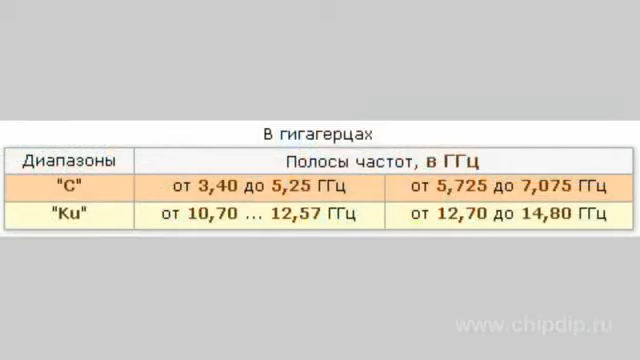 В гигагерцах
Диапазоны Полосы частот, в ГГц
"C" от 3,40 до 5,25 ГГц от 5,725 до 7,075 ГГц
"Ku" от 10,70 ... 12,57 ГГц от 12,70 до 14,80 ГГц
www.chipdip.ru